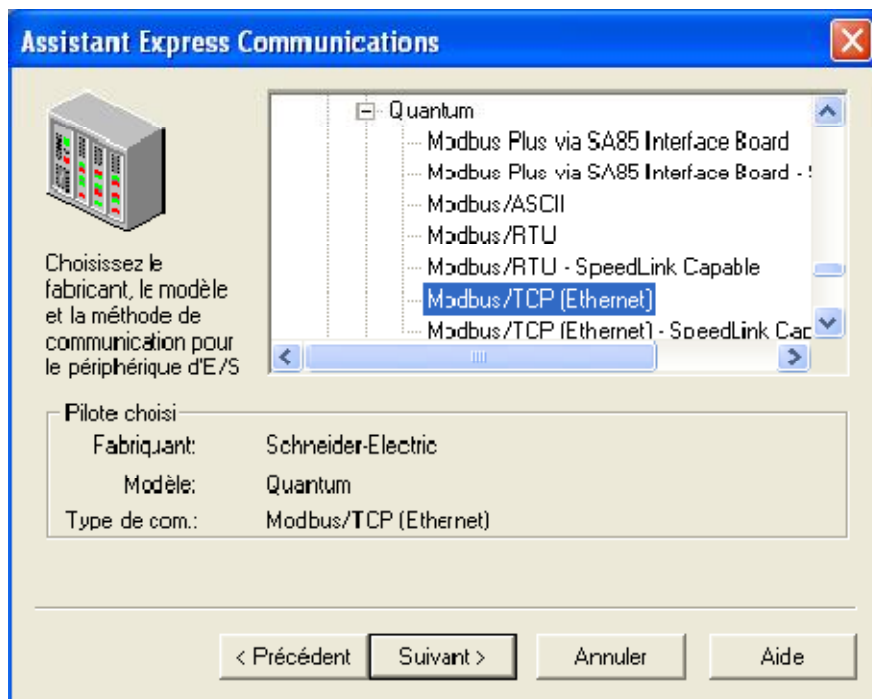 Assistant Express Communications
Quantum
Modbus Plus via SA85 Interface Board
Modbus Plus via SA85 Interface Board -
Modbus/ASCII
Modbus/RTU
Modbus/RTU - SpeedLink Capable
Modbus/TCP (Ethernet)
Modbus/TCP (Ethernet) - SpeedLink Cap
Choisissez le
fabricant, le modèle
et la méthode de
communication pour
le périphérique d'E/S
Pilote choisi
Fabriquant: Schneider-Electric
Modèle: Quantum
Type de com.: Modbus/TCP (Ethernet)
< Précédent Suivant > Annuler Aide